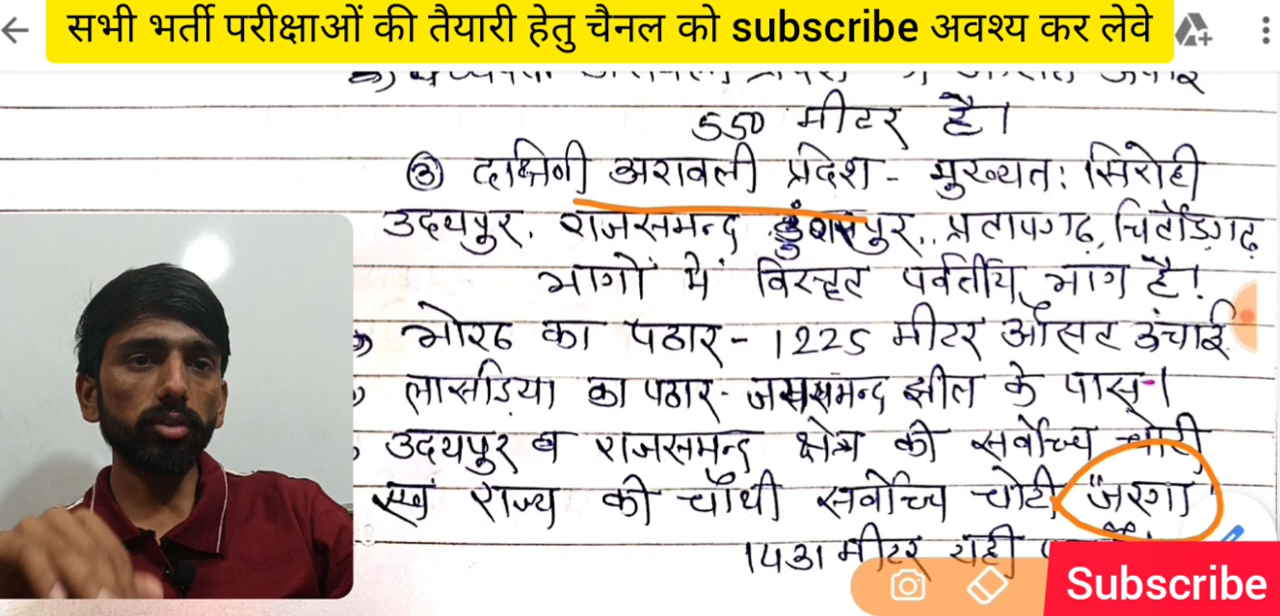 सभी भर्ती परीक्षाओं की तैयारी हेतु चैनल को subscribe अवश्य कर लेवे
550 मीटर है।
③ दक्षिणी अरावली प्रदेश - मुख्यत: सिरोही
उदयपुर, राजसमन्द डुंगरपुर, प्रतापगढ़, चितौड़गढ़
भागों में विस्तृत पर्वतीय भाग है!
भोरठ का पठार - 1225 मीटर औसत उंचाई
लासडिया का पठार - जयसमन्द झील के पास।
उदयपुर व राजसमन्द क्षेत्र की सर्वोच्च चोटी
एवं राज्य की चौथी सर्वोच्च चोटी "जरगा"
1431 मीटर यही
Subscribe